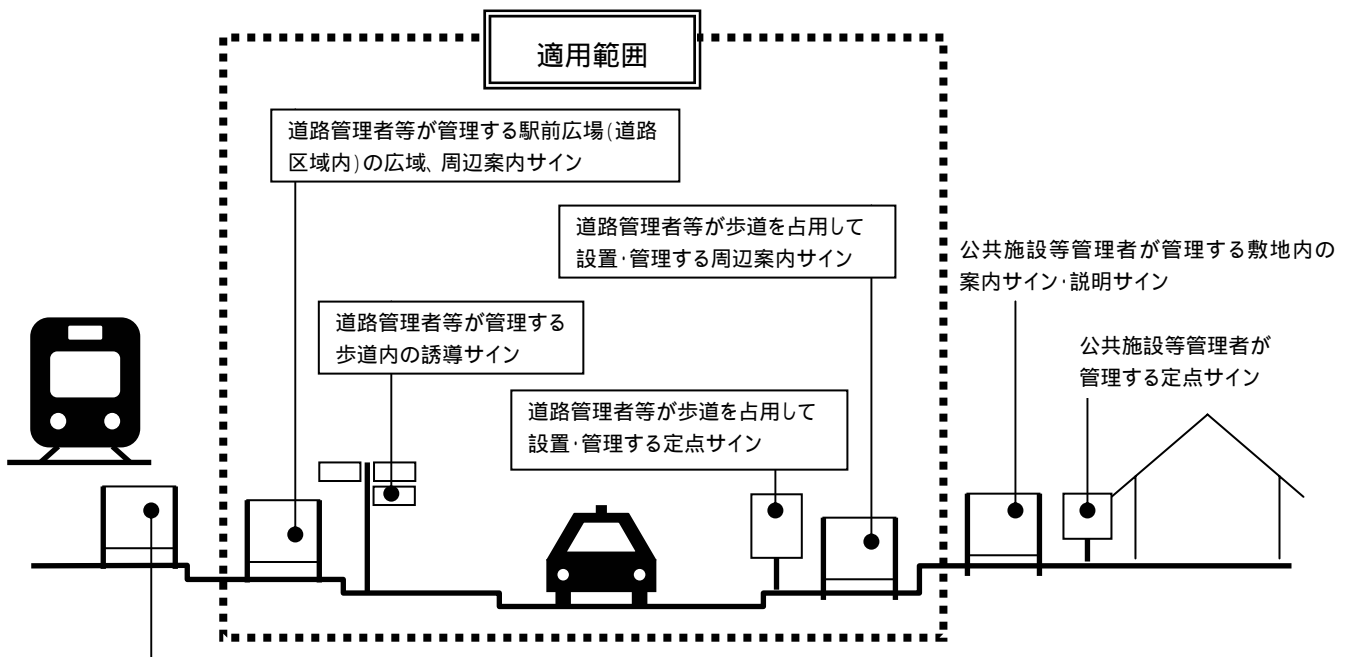 適用範囲
道路管理者等が管理する駅前広場(道路
区域内)の広域、周辺案内サイン
道路管理者等が歩道を占用して
設置・管理する周辺案内サイン
公共施設等管理者が管理する敷地内の
案内サイン・説明サイン
道路管理者等が管理する
歩道内の誘導サイン
公共施設等管理者が
管理する定点サイン
道路管理者等が歩道を占用して
設置・管理する定点サイン